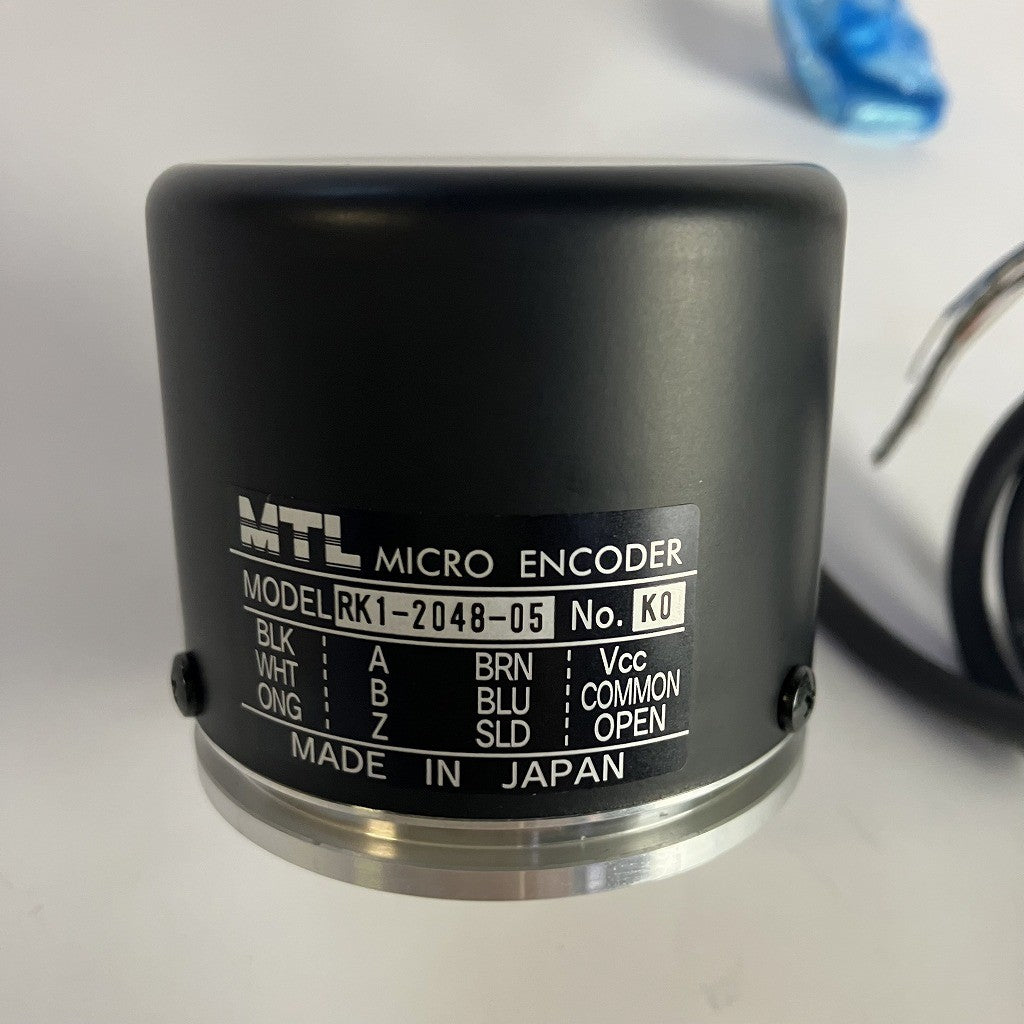 MTL MICRO ENCODER
MODEL RK1-2048-05 No. K0
BLK A BRN Vcc
WHT B BLU COMMON
ONG Z SLD OPEN
MADE IN JAPAN